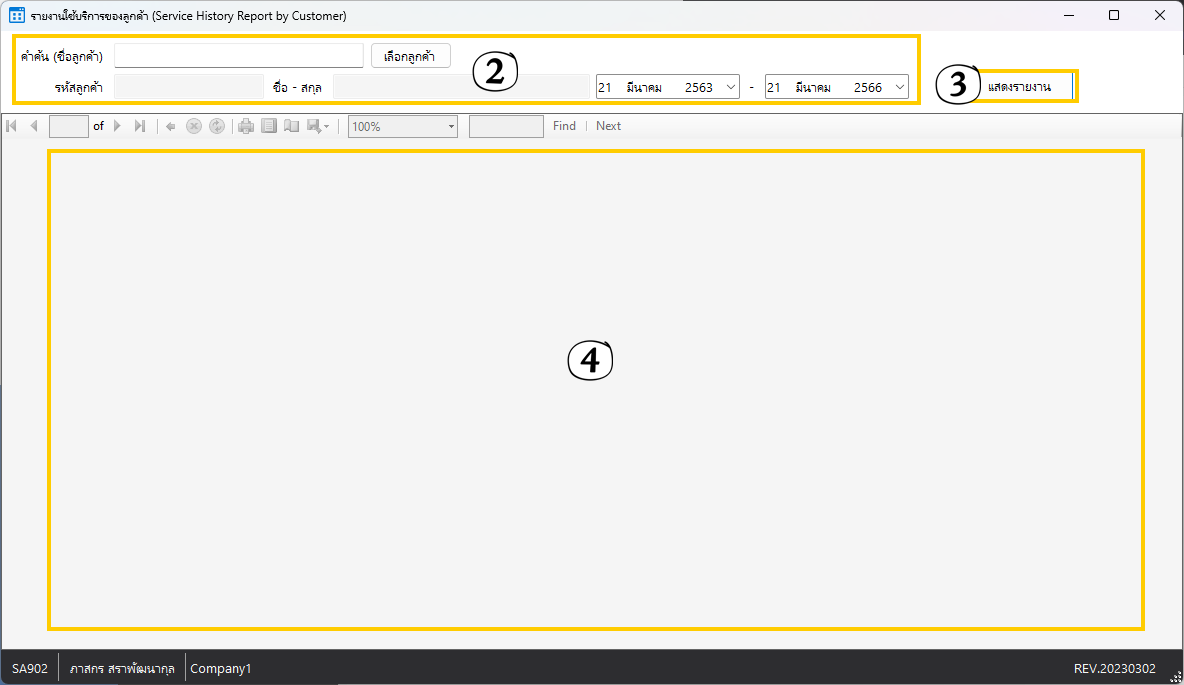 รายงานใช้บริการของลูกค้า (Service History Report by Customer)
คำค้น (ชื่อลูกค้า) เลือกลูกค้า 2
รหัสลูกค้า ชื่อ - สกุล 21 มีนาคม 2563 - 21 มีนาคม 2566 3 แสดงรายงาน
of 100% Find Next
4
SA902 ภาสกร สราพัฒนากุล Company1 REV.20230302